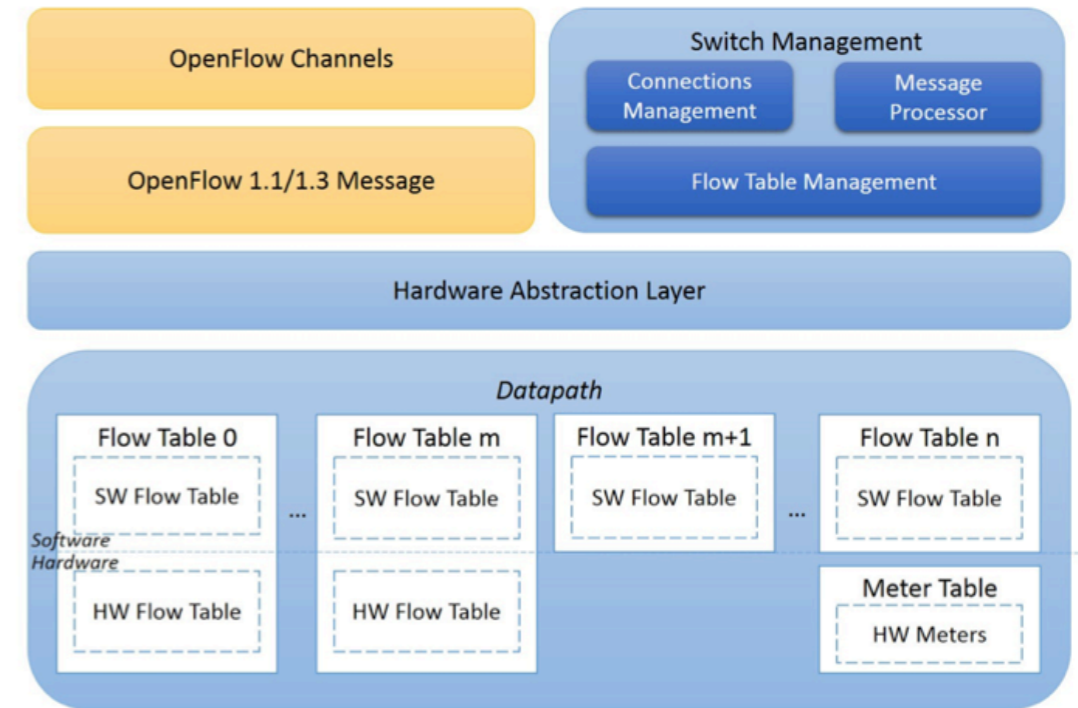 OpenFlow Channels
OpenFlow 1.1/1.3 Message
Switch Management
Connections
Management
Message
Processor
Flow Table Management
Hardware Abstraction Layer
Datapath
Flow Table 0
SW Flow Table
HW Flow Table
...
Flow Table m
SW Flow Table
HW Flow Table
Flow Table m+1
SW Flow Table
...
Flow Table n
SW Flow Table
Software
Hardware
Meter Table
HW Meters